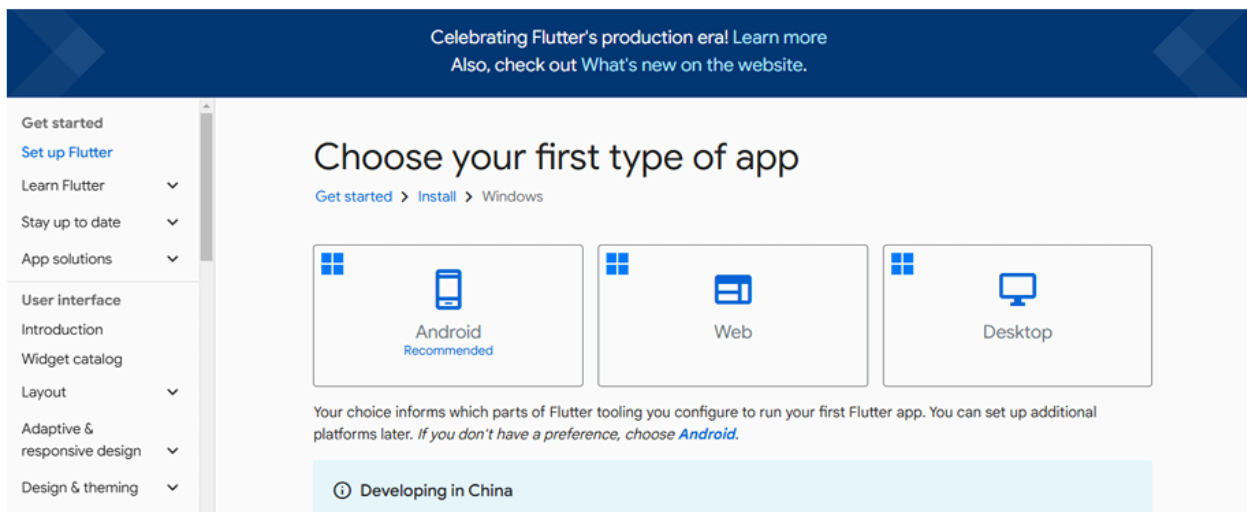 Celebrating Flutter's production era! Learn more
Also, check out What's new on the website.
Get started
Set up Flutter
Learn Flutter
Stay up to date
App solutions
User interface
Introduction
Widget catalog
Layout
Adaptive &
responsive design
Design & theming
Choose your first type of app
Get started > Install > Windows
Android
Recommended
Web
Desktop
Your choice informs which parts of Flutter tooling you configure to run your first Flutter app. You can set up additional
platforms later. If you don't have a preference, choose Android.
Developing in China